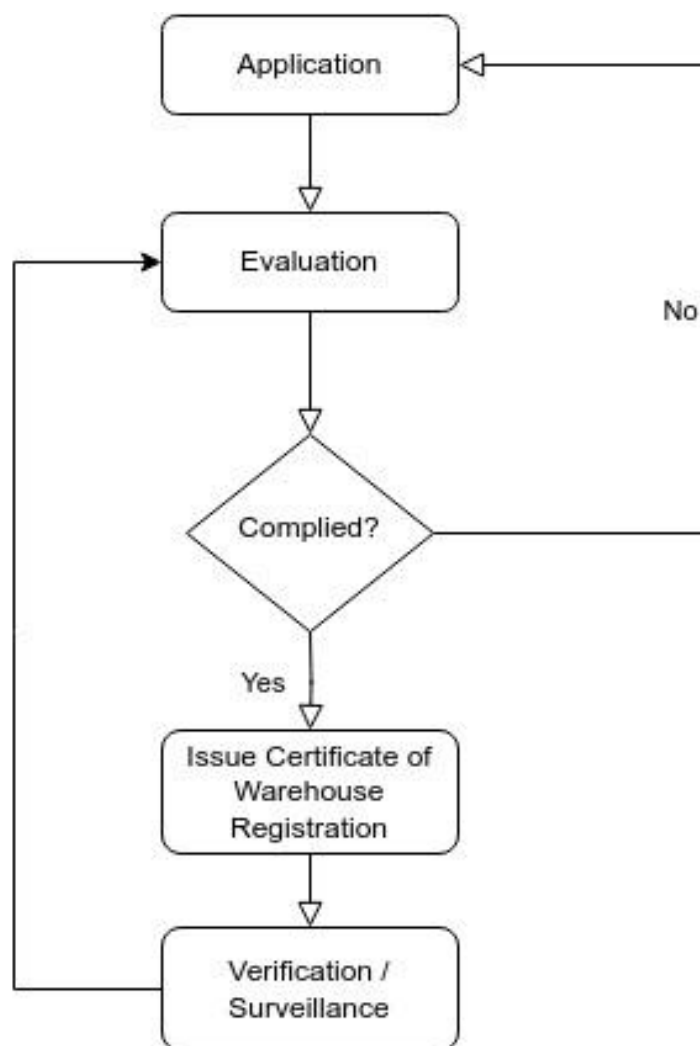 Application
Evaluation
No
Complied?
Yes
Issue Certificate of
Warehouse
Registration
Verification /
Surveillance